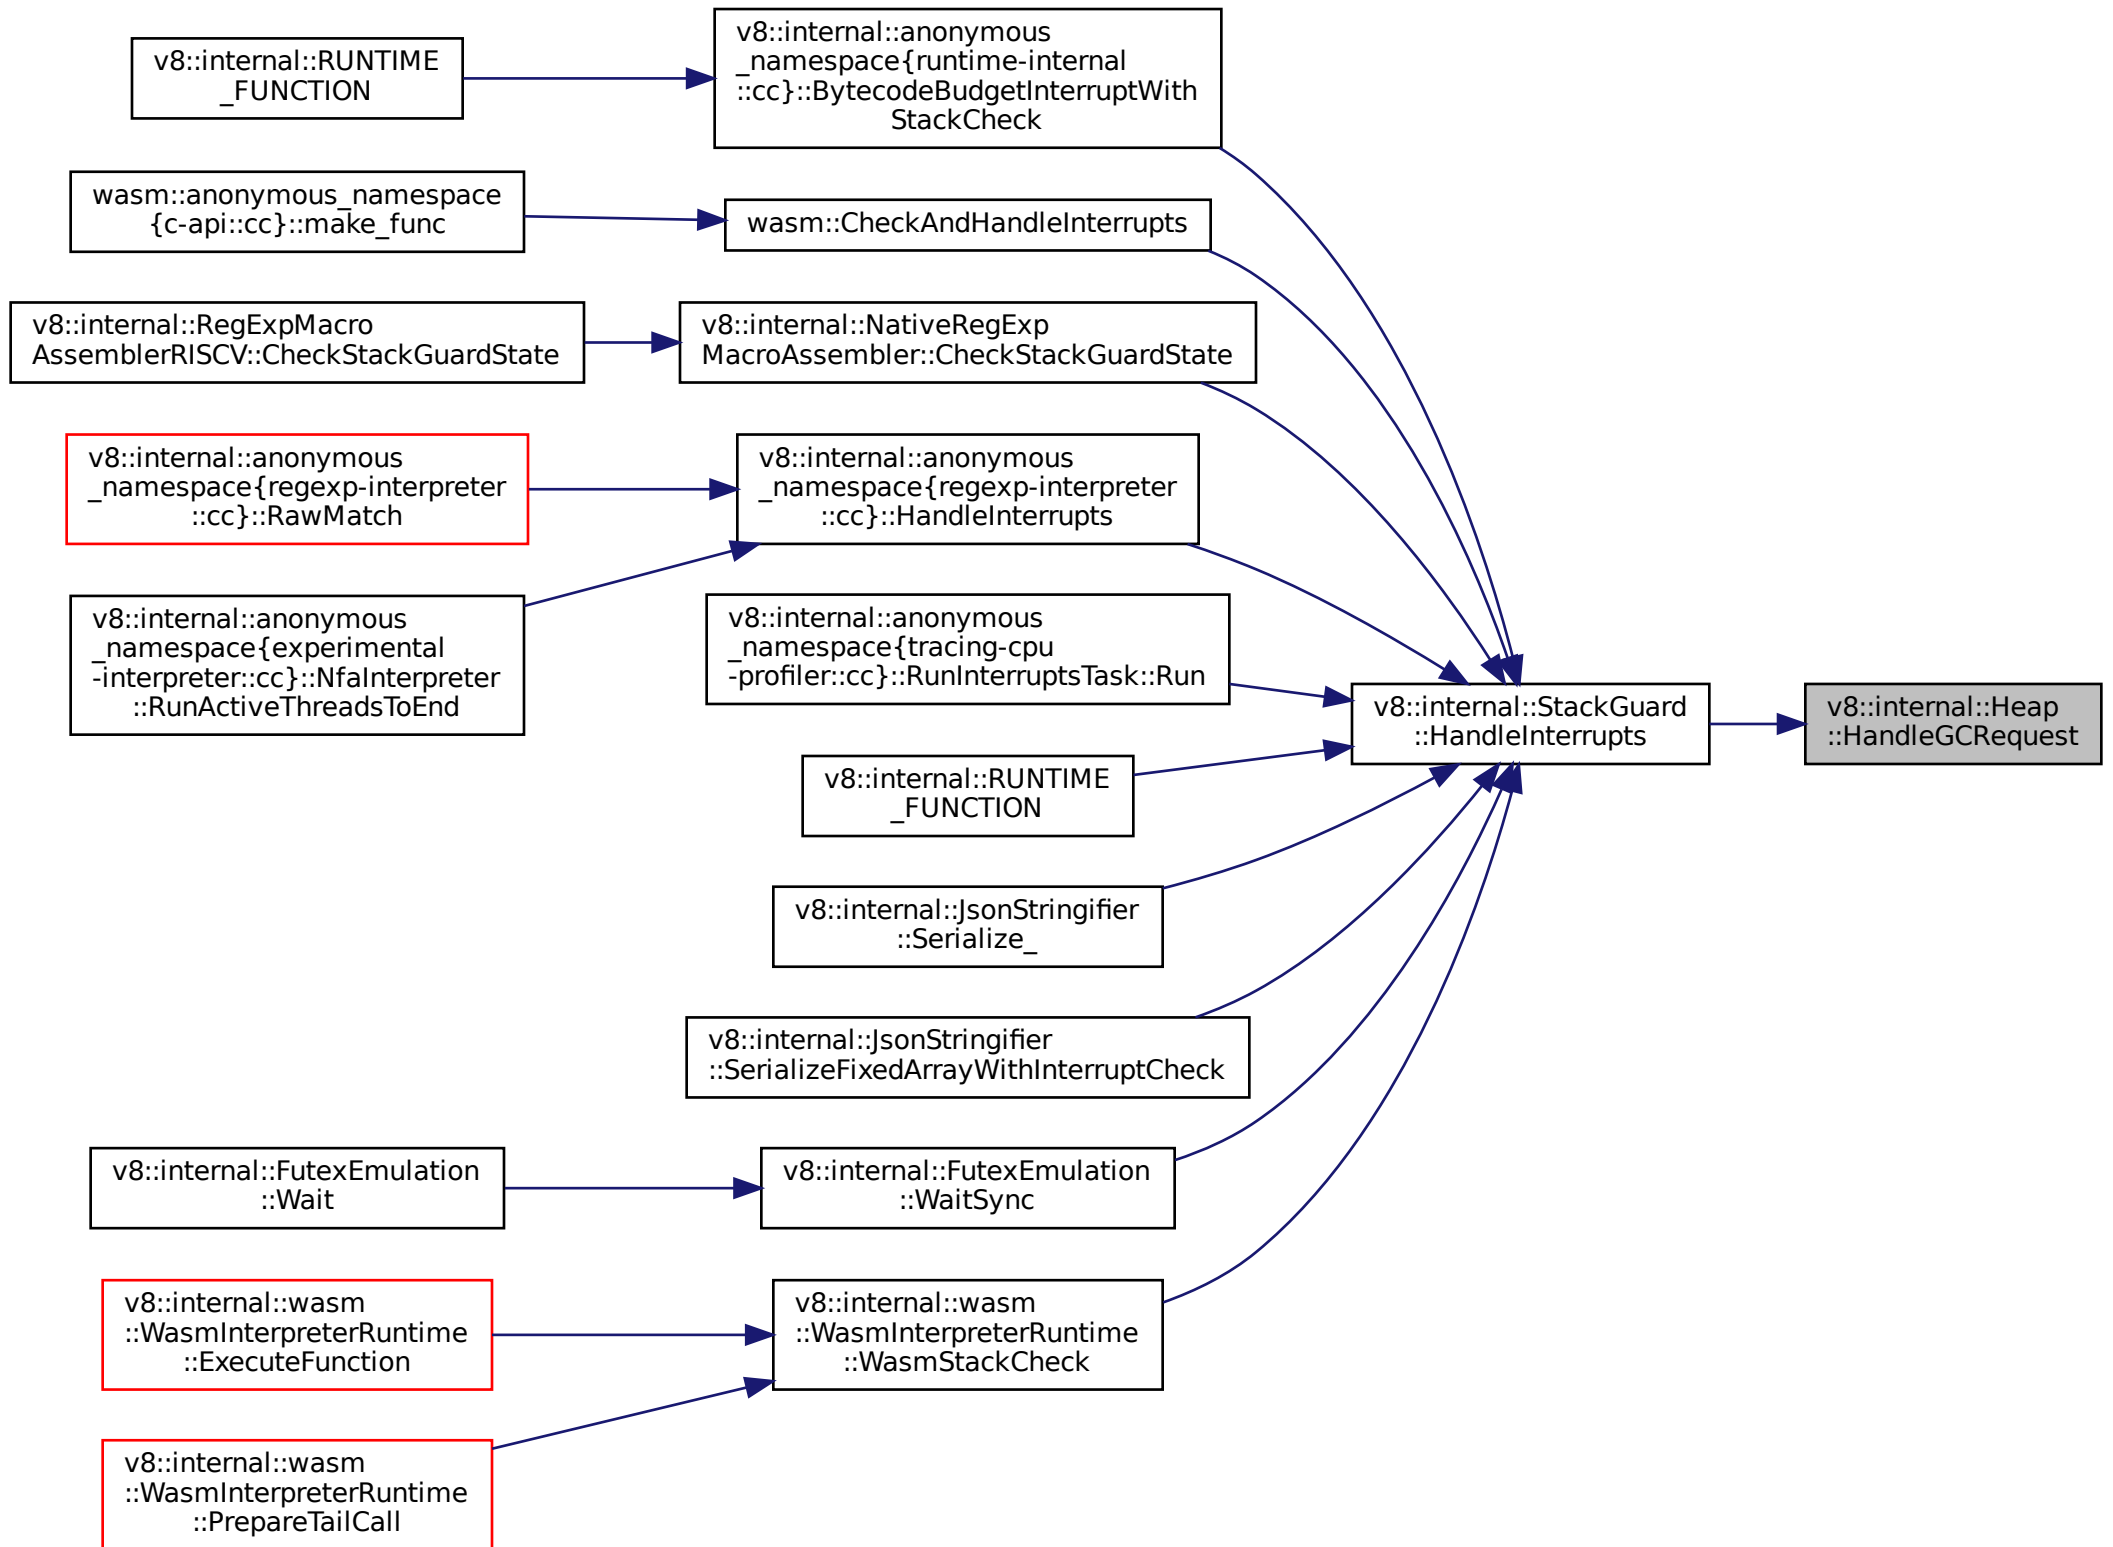 v8::internal::RUNTIME
_FUNCTION
v8::internal::anonymous
_namespace{runtime-internal
::cc}::BytecodeBudgetInterruptWith
StackCheck
wasm::anonymous_namespace
{c-api::cc}::make_func
wasm::CheckAndHandleInterrupts
v8::internal::RegExpMacro
AssemblerRISCV::CheckStackGuardState
v8::internal::NativeRegExp
MacroAssembler::CheckStackGuardState
v8::internal::anonymous
_namespace{regexp-interpreter
::cc}::RawMatch
v8::internal::anonymous
_namespace{regexp-interpreter
::cc}::HandleInterrupts
v8::internal::anonymous
_namespace{experimental
-interpreter::cc}::NfaInterpreter
::RunActiveThreadsToEnd
v8::internal::anonymous
_namespace{tracing-cpu
-profiler::cc}::RunInterruptsTask::Run
v8::internal::StackGuard
::HandleInterrupts
v8::internal::Heap
::HandleGCRequest
v8::internal::RUNTIME
_FUNCTION
v8::internal::JsonStringifier
::Serialize_
v8::internal::JsonStringifier
::SerializeFixedArrayWithInterruptCheck
v8::internal::FutexEmulation
::Wait
v8::internal::FutexEmulation
::WaitSync
v8::internal::wasm
::WasmInterpreterRuntime
::ExecuteFunction
v8::internal::wasm
::WasmInterpreterRuntime
::WasmStackCheck
v8::internal::wasm
::WasmInterpreterRuntime
::PrepareTailCall